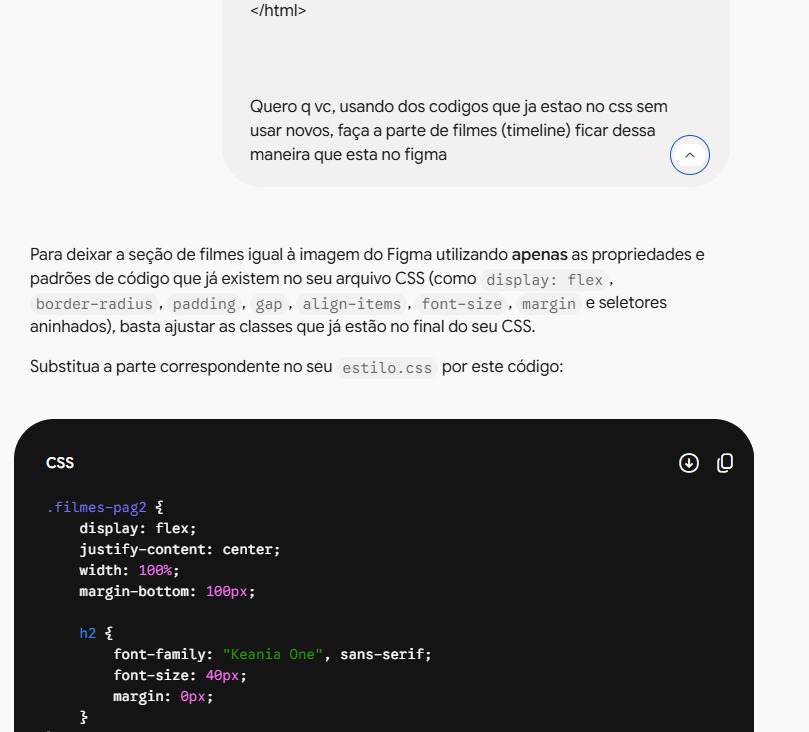 </html>
Quero q vc, usando dos codigos que ja estao no css sem
usar novos, faça a parte de filmes (timeline) ficar dessa
maneira que esta no figma
Para deixar a seção de filmes igual à imagem do Figma utilizando apenas as propriedades e
padrões de código que já existem no seu arquivo CSS (como display: flex ,
border-radius , padding , gap , align-items , font-size , margin e seletores
aninhados), basta ajustar as classes que já estão no final do seu CSS.
Substitua a parte correspondente no seu estilo.css por este código:
CSS
.filmes-pag2 {
    display: flex;
    justify-content: center;
    width: 100%;
    margin-bottom: 100px;
    h2 {
        font-family: "Keania One", sans-serif;
        font-size: 40px;
        margin: 0px;
    }